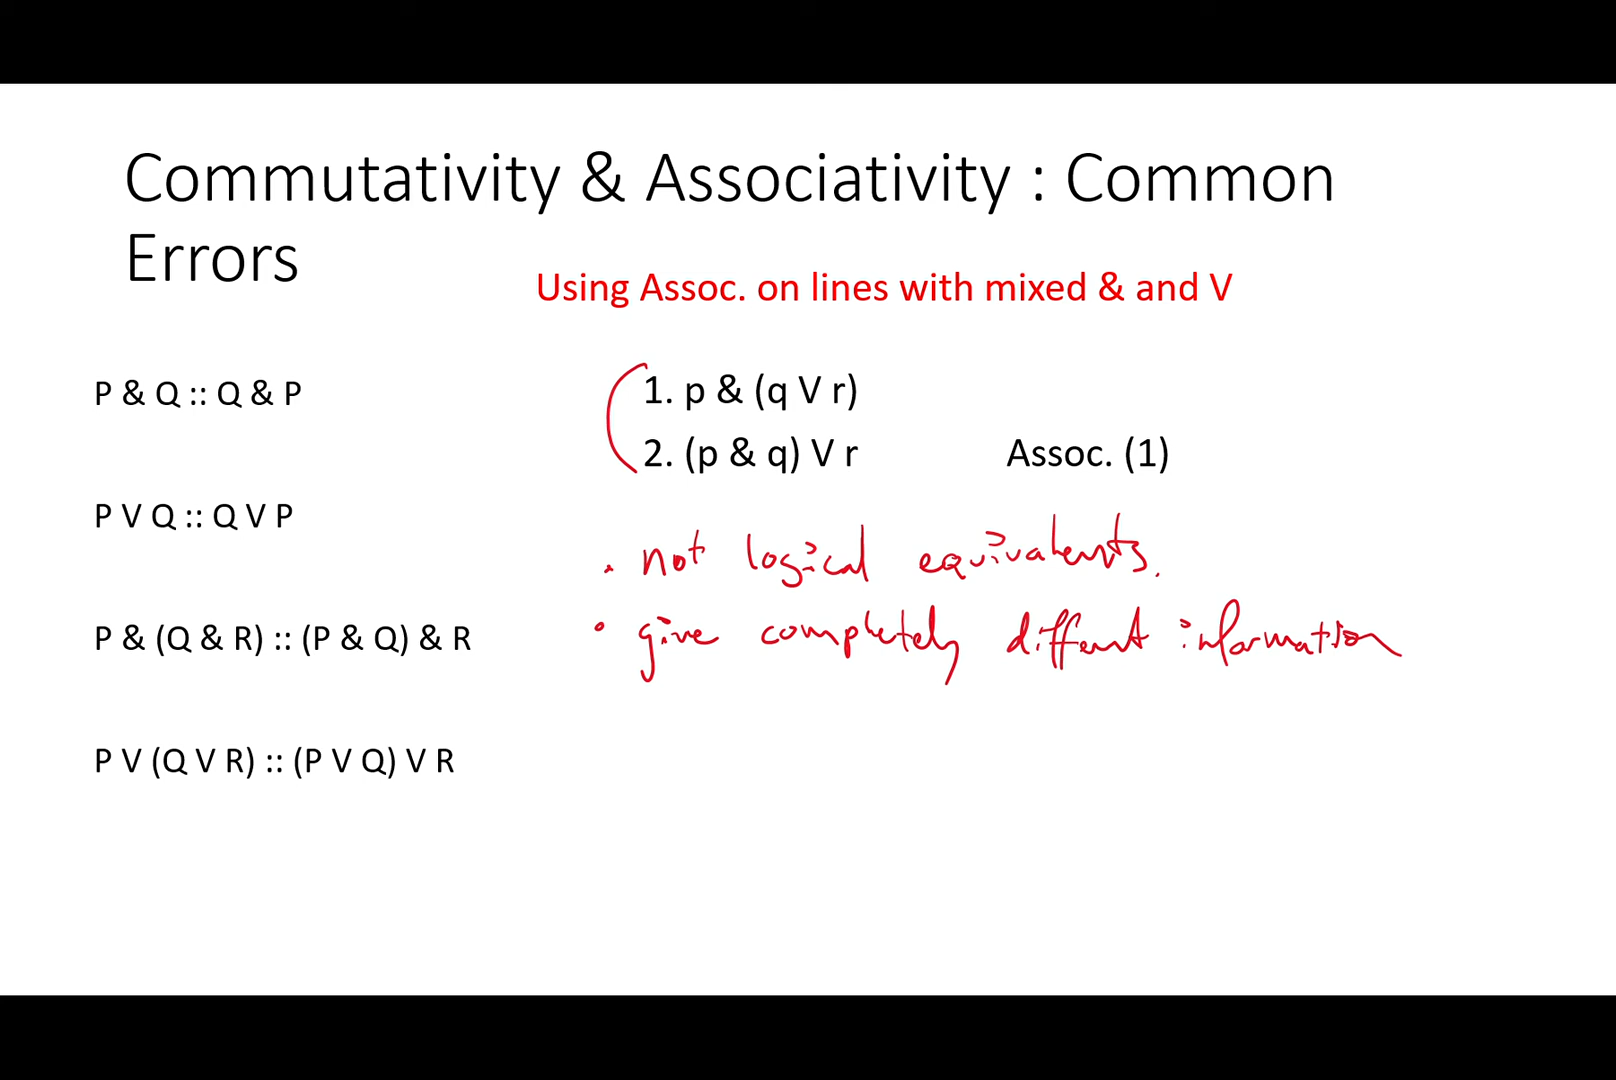 Commutativity & Associativity : Common
Errors
Using Assoc. on lines with mixed & and V
P & Q :: Q & P
P V Q :: Q V P
P & (Q & R) :: (P & Q) & R
P V (Q V R) :: (P V Q) V R
1. p & (q V r)
2. (p & q) V r Assoc. (1)
• not logical equivalents.
• give completely different information